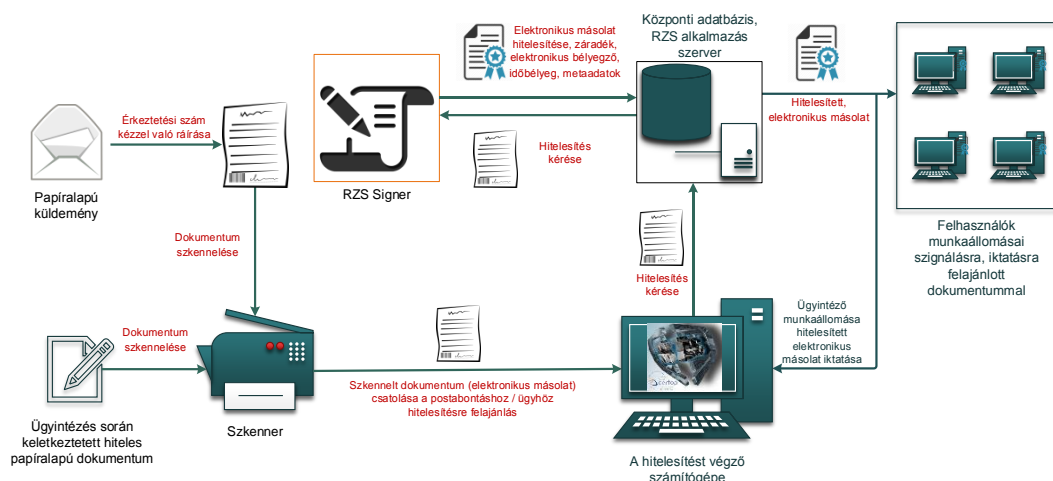 Elektronikus másolat
hitelesítése, záradék,
elektronikus bélyegző,
időbélyeg, metaadatok
Központi adatbázis,
RZS alkalmazás
szerver
Érkeztetési szám
kézzel való ráírása
Hitelesített,
elektronikus másolat
Hitelesítés
kérése
Papíralapú
küldemény
RZS Signer
Felhasználók
munkaállomásai
szignálásra, iktatásra
felajánlott
dokumentummal
Dokumentum
szkennelése
Hitelesítés
kérése
Ügyintéző
munkaállomása
hitelesített
elektronikus
másolat iktatása
Dokumentum
szkennelése
Szkennelt dokumentum (elektronikus másolat)
csatolása a postabontáshoz / ügyhöz
hitelesítésre felajánlás
Ügyintézés során
keletkeztetett hiteles
papíralapú dokumentum
Szkenner
A hitelesítést végző
számítógépe